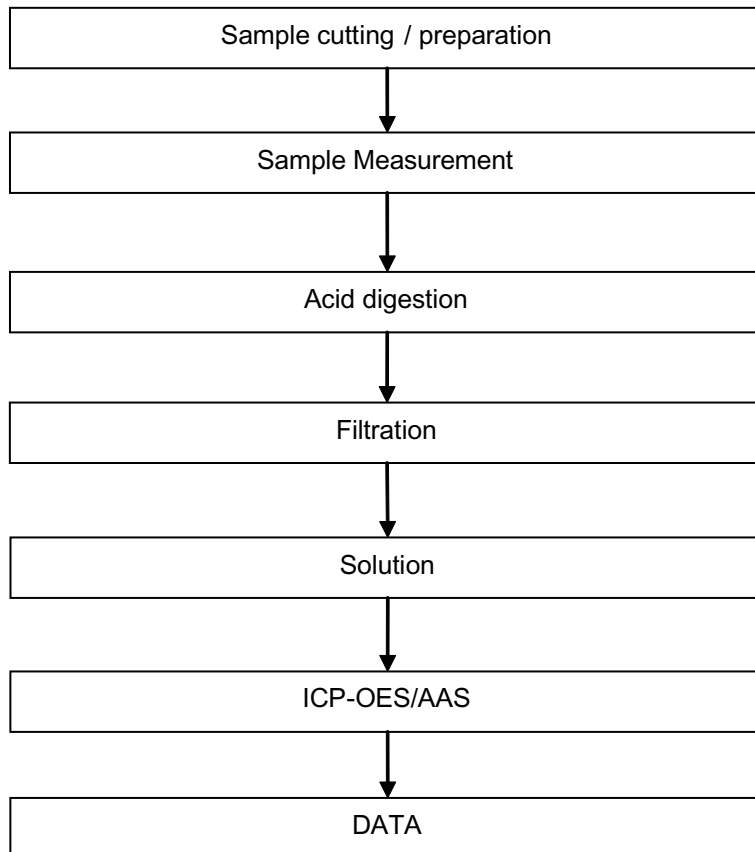 Sample cutting / preparation
Sample Measurement
Acid digestion
Filtration
Solution
ICP-OES/AAS
DATA